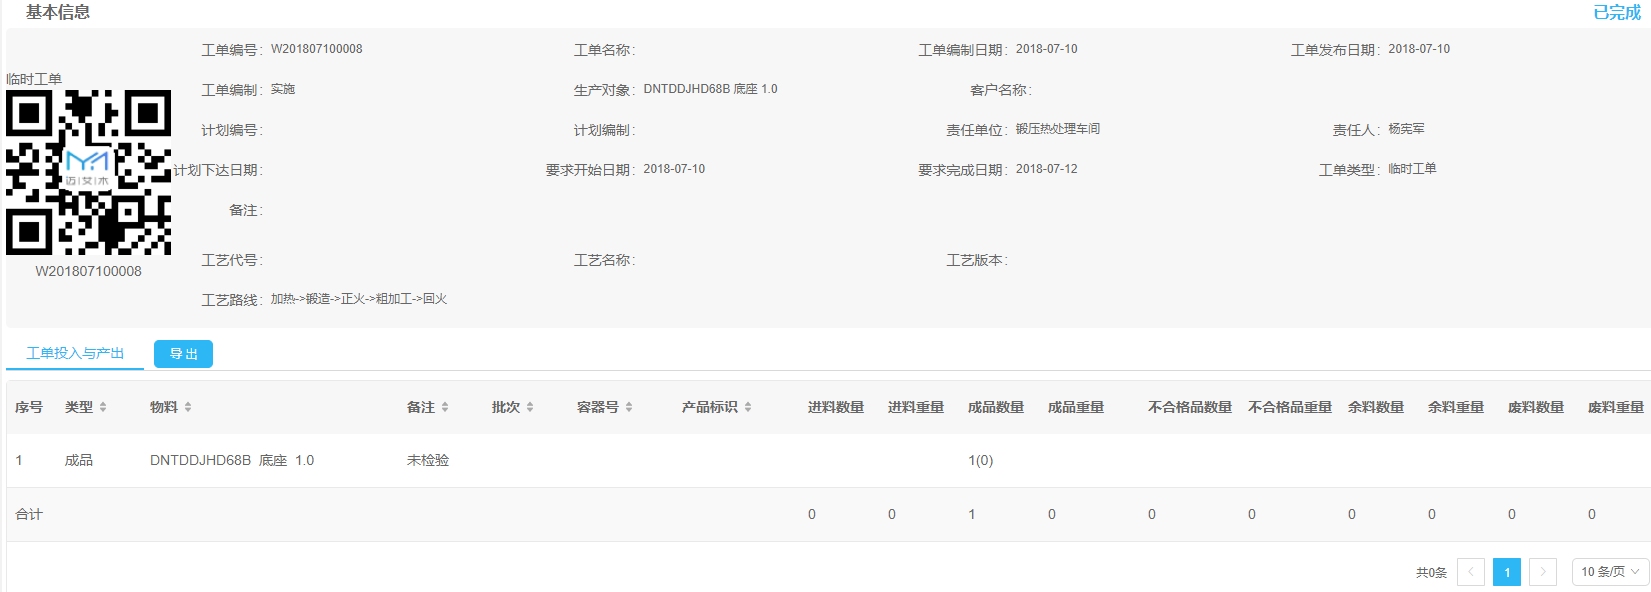 基本信息 已完成
工单编号: W201807100008 工单名称: 工单编制日期: 2018-07-10 工单发布日期: 2018-07-10
临时工单
工单编制: 实施 生产对象: DNTDDJHD68B 底座 1.0 客户名称:
计划编号: 计划编制: 责任单位: 锻压热处理车间 责任人: 杨宪军
迈|艾|木
计划下达日期: 要求开始日期: 2018-07-10 要求完成日期: 2018-07-12 工单类型: 临时工单
备注:
工艺代号: 工艺名称: 工艺版本:
W201807100008
工艺路线: 加热->锻造->正火->粗加工->回火
工单投入与产出 导出
序号 类型 物料 备注 批次 容器号 产品标识 进料数量 进料重量 成品数量 成品重量 不合格品数量 不合格品重量 余料数量 余料重量 废料数量 废料重量
1 成品 DNTDDJHD68B 底座 1.0 未检验 1(0)
合计 0 0 1 0 0 0 0 0 0 0
共0条 < 1 > 10 条/页